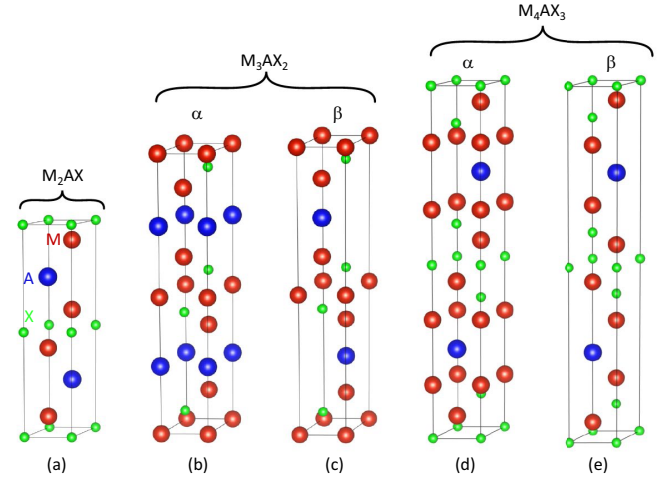 M₄AX₃
M₃AX₂
α β
α β
M₂AX
M
A
X
(a) (b) (c) (d) (e)